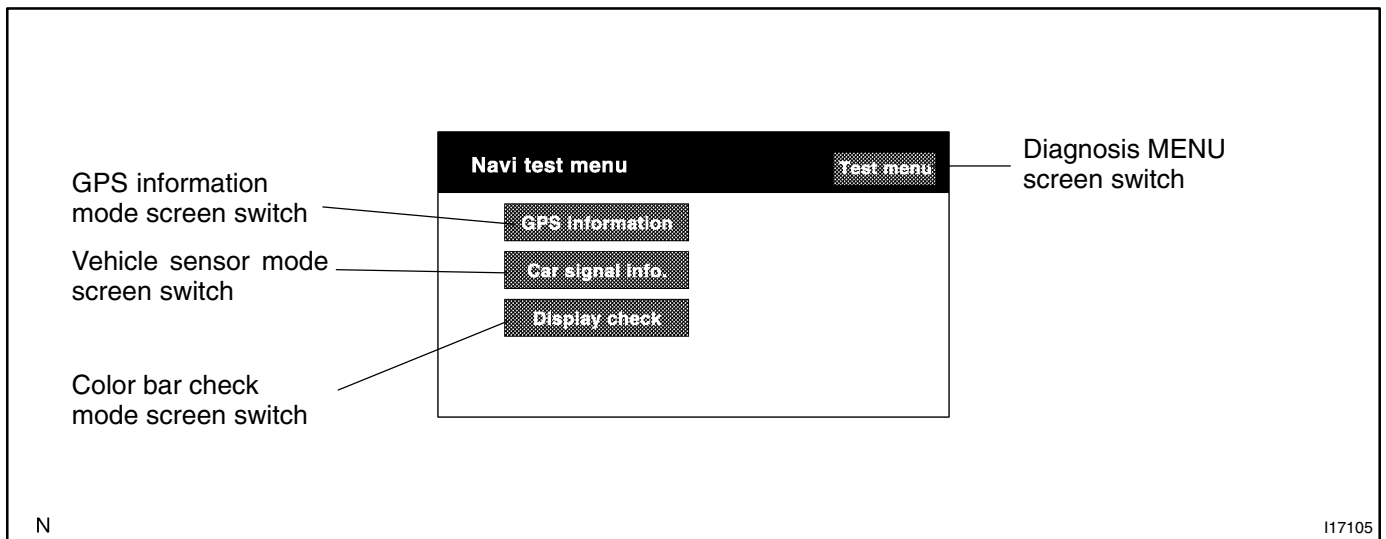 Navi test menu
Test menu
Diagnosis MENU
screen switch
GPS information
mode screen switch
GPS Information
Vehicle sensor mode
screen switch
Car signal info.
Display check
Color bar check
mode screen switch
N
I17105